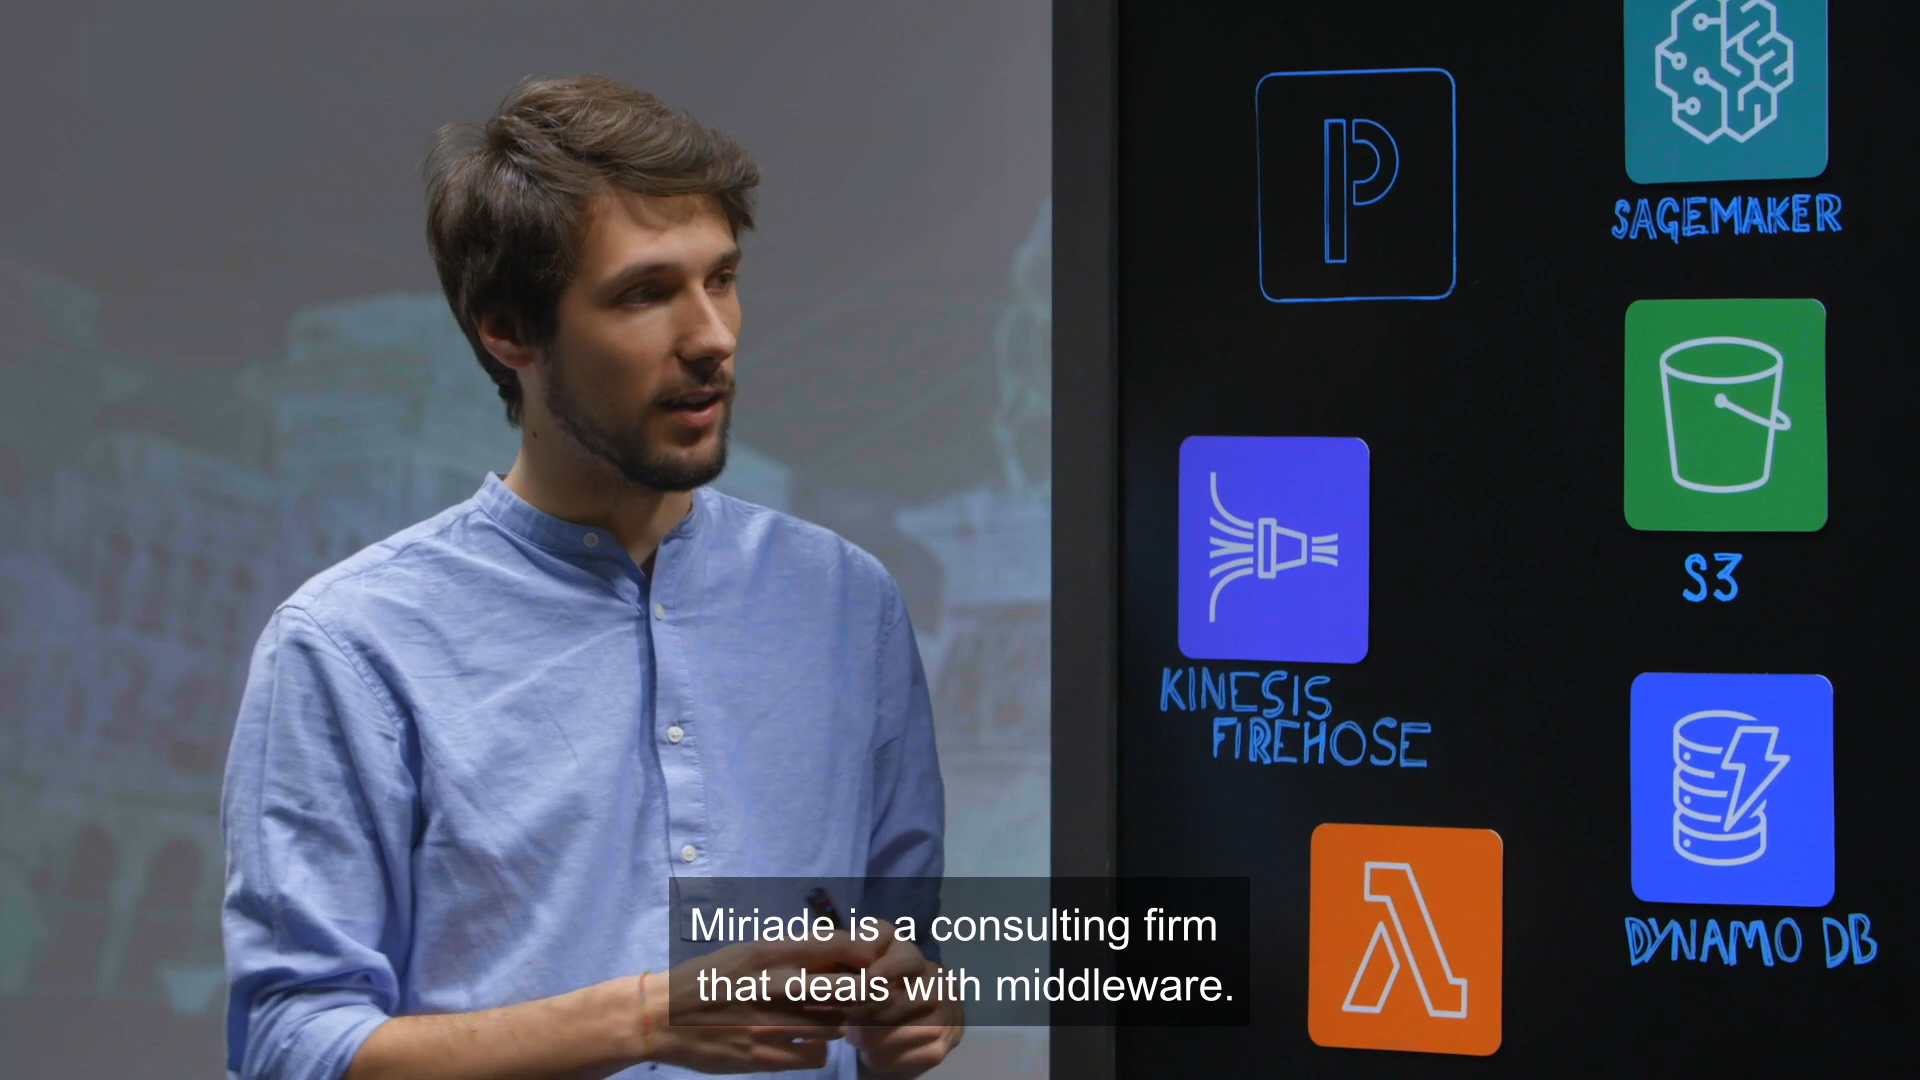 P
SAGEMAKER
S3
KINESIS
FIREHOSE
DYNAMO DB
Miriade is a consulting firm
that deals with middleware.